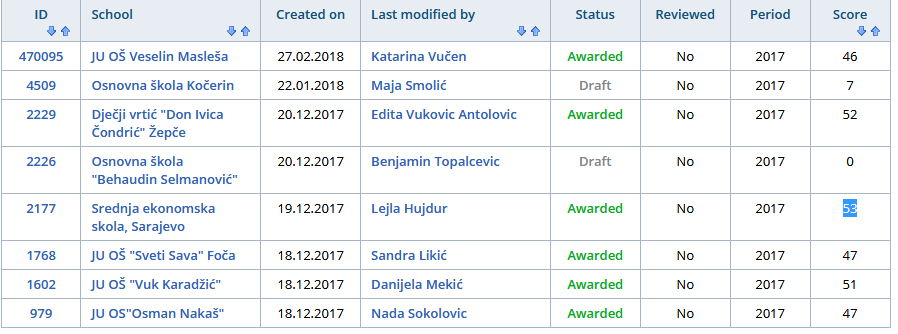 ID School Created on Last modified by Status Reviewed Period Score
470095 JU OŠ Veselin Masleša 27.02.2018 Katarina Vučen Awarded No 2017 46
4509 Osnovna škola Kočerin 22.01.2018 Maja Smolić Draft No 2017 7
2229 Dječji vrtić "Don Ivica 20.12.2017 Edita Vukovic Antolovic Awarded No 2017 52
Čondrić" Žepče
2226 Osnovna škola 20.12.2017 Benjamin Topalcevic Draft No 2017 0
"Behaudin Selmanović"
2177 Srednja ekonomska 19.12.2017 Lejla Hujdur Awarded No 2017 53
skola, Sarajevo
1768 JU OŠ "Sveti Sava" Foča 18.12.2017 Sandra Likić Awarded No 2017 47
1602 JU OŠ "Vuk Karadžić" 18.12.2017 Danijela Mekić Awarded No 2017 51
979 JU OS"Osman Nakaš" 18.12.2017 Nada Sokolovic Awarded No 2017 47